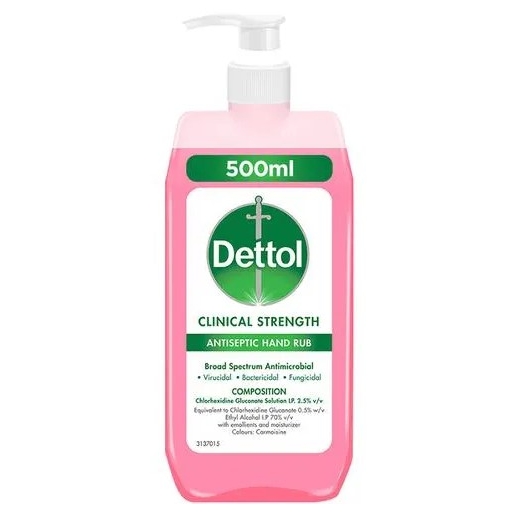 500ml
Dettol
CLINICAL STRENGTH
ANTISEPTIC HAND RUB
Broad Spectrum Antimicrobial
• Virucidal • Bactericidal • Fungicidal
COMPOSITION
Chlorhexidine Gluconate Solution I.P. 2.5% v/v
Equivalent to Chlorhexidine Gluconate 0.5% w/v
Ethyl Alcohol I.P 70% v/v
with emollients and moisturizer
Colours: Carmoisine
3137015